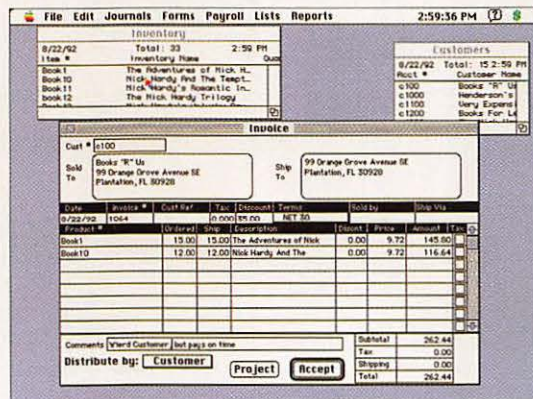 File Edit Journals Forms Payroll Lists Reports 2:59:36 PM
Inventory
8/22/92 Total: 33 2:59 PM
Item # Inventory Name
Book1 The Adventures of Nick H...
Book10 Nick Hardy And The Tempt...
Book11 Nick Hardy's Romantic In...
book12 The Nick Hardy Trilogy
Customers
8/22/92 Total: 15 2:59 PM
Acct # Customer Name
c100 Books "R" U
c1000 Henderson's
c1100 Very Expensi
c1200 Books For Le
Invoice
Cust # c100
Sold To
Books "R" Us
99 Orange Grove Avenue SE
Plantation, FL 30928
Ship To
99 Orange Grove Avenue SE
Plantation, FL 30928
Date Invoice # Cust Ref Tax Discount Terms Sold by Ship Via
8/22/92 1064 0.000 35.00 NET 30
Product # Ordered Ship Description Discnt Price Amount Tax
Book1 15.00 15.00 The Adventures of Nick 0.00 9.72 145.80
Book10 12.00 12.00 Nick Hardy And The 0.00 9.72 116.64
Comments Wierd Customer, but pays on time
Subtotal 262.44
Tax 0.00
Shipping 0.00
Total 262.44
Distribute by: Customer
Project Accept